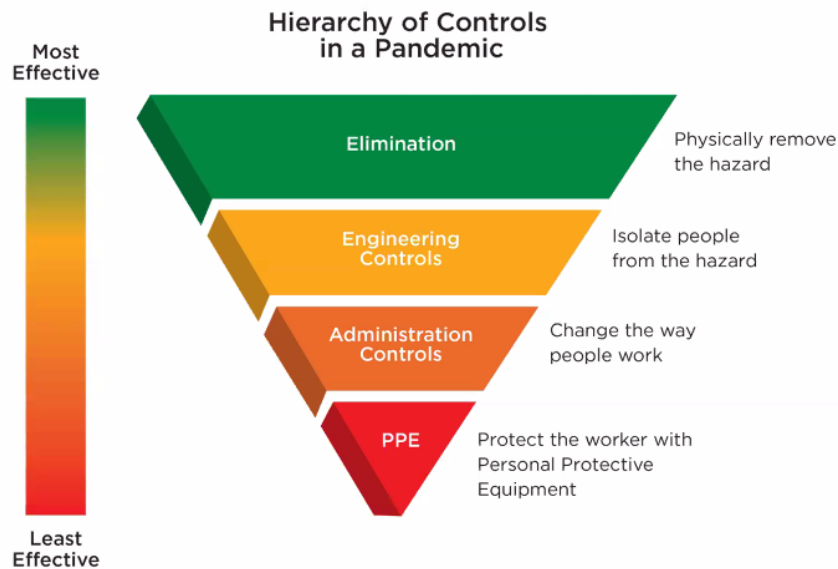 Hierarchy of Controls
in a Pandemic
Most
Effective
Elimination
Physically remove
the hazard
Engineering
Controls
Isolate people
from the hazard
Administration
Controls
Change the way
people work
PPE
Protect the worker with
Personal Protective
Equipment
Least
Effective